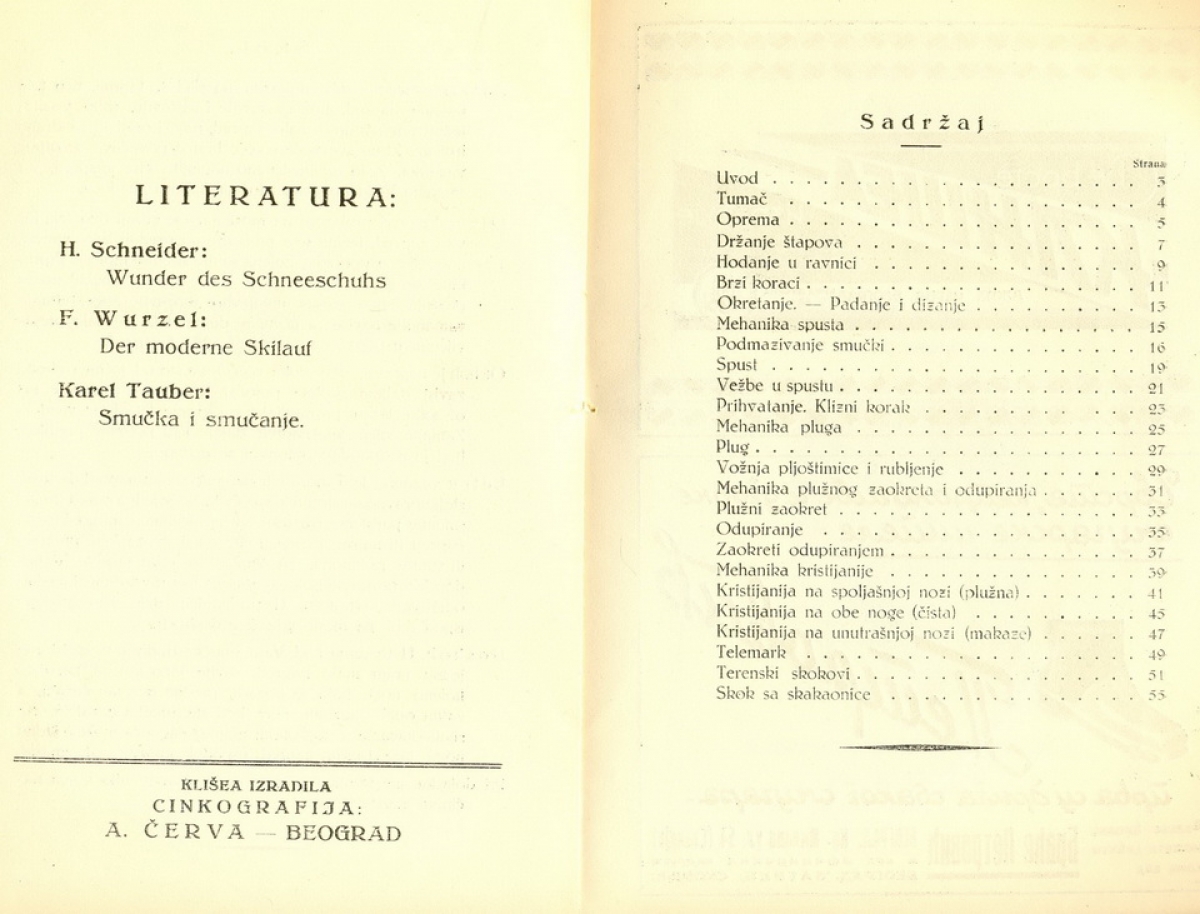 LITERATURA:
H. Schneider:
Wunder des Schneeschuhs
F. Wurzel:
Der moderne Skilauf
Karel Tauber:
Smučka i smučanje.
KLIŠEA IZRADILA
CINKOGRAFIJA:
A. ČERVA — BEOGRAD
Sadržaj
Strana
Uvod . . . . . . . . . . . . . . . . . . . . . . 3
Tumač . . . . . . . . . . . . . . . . . . . . . 4
Oprema . . . . . . . . . . . . . . . . . . . . . 5
Držanje štapova . . . . . . . . . . . . . . . . . 7
Hodanje u ravnici . . . . . . . . . . . . . . . . 9
Brzi koraci . . . . . . . . . . . . . . . . . . . 11
Okretanje. — Padanje i dizanje . . . . . . . . . . 13
Mehanika spusta . . . . . . . . . . . . . . . . . 15
Podmazivanje smučki . . . . . . . . . . . . . . . 16
Spust . . . . . . . . . . . . . . . . . . . . . . 19
Vežbe u spustu . . . . . . . . . . . . . . . . . . 21
Prihvatanje. Klizni korak . . . . . . . . . . . . 23
Mehanika pluga . . . . . . . . . . . . . . . . . . 25
Plug . . . . . . . . . . . . . . . . . . . . . . . 27
Vožnja pljoštimice i rubljenje . . . . . . . . . . 29
Mehanika plužnog zaokreta i odupiranja . . . . . . 31
Plužni zaokret . . . . . . . . . . . . . . . . . . 33
Odupiranje . . . . . . . . . . . . . . . . . . . . 35
Zaokreti odupiranjem . . . . . . . . . . . . . . . 37
Mehanika kristijanije . . . . . . . . . . . . . . 39
Kristijanija na spoljašnjoj nozi (plužna) . . . . . 41
Kristijanija na obe noge (čista) . . . . . . . . . 45
Kristijanija na unutrašnjoj nozi (makaze) . . . . . 47
Telemark . . . . . . . . . . . . . . . . . . . . . 49
Terenski skokovi . . . . . . . . . . . . . . . . . 51
Skok sa skakaonice . . . . . . . . . . . . . . . . 55